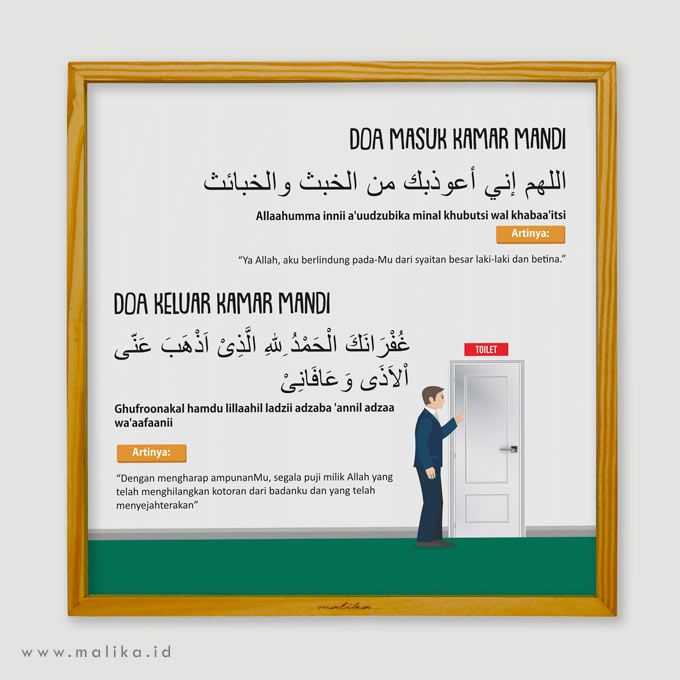 DOA MASUK KAMAR MANDI
اللهم إني أعوذبك من الخبث والخبائث
Allaahumma innii a'uudzubika minal khubutsi wal khabaa'itsi
Artinya:
“Ya Allah, aku berlindung pada-Mu dari syaitan besar laki-laki dan betina.”
DOA KELUAR KAMAR MANDI
غُفْرَانَكَ الْحَمْدُ لِلّٰهِ الَّذِىْ اَذْهَبَ عَنّٰى
اْلاَذَى وَعَافَانِىْ
Ghufroonakal hamdu lillaahil ladzii adzaba 'annil adzaa
wa'aafaanii
Artinya:
“Dengan mengharap ampunanMu, segala puji milik Allah yang
telah menghilangkan kotoran dari badanku dan yang telah
menyejahterakan”
TOILET
malika
www.malika.id